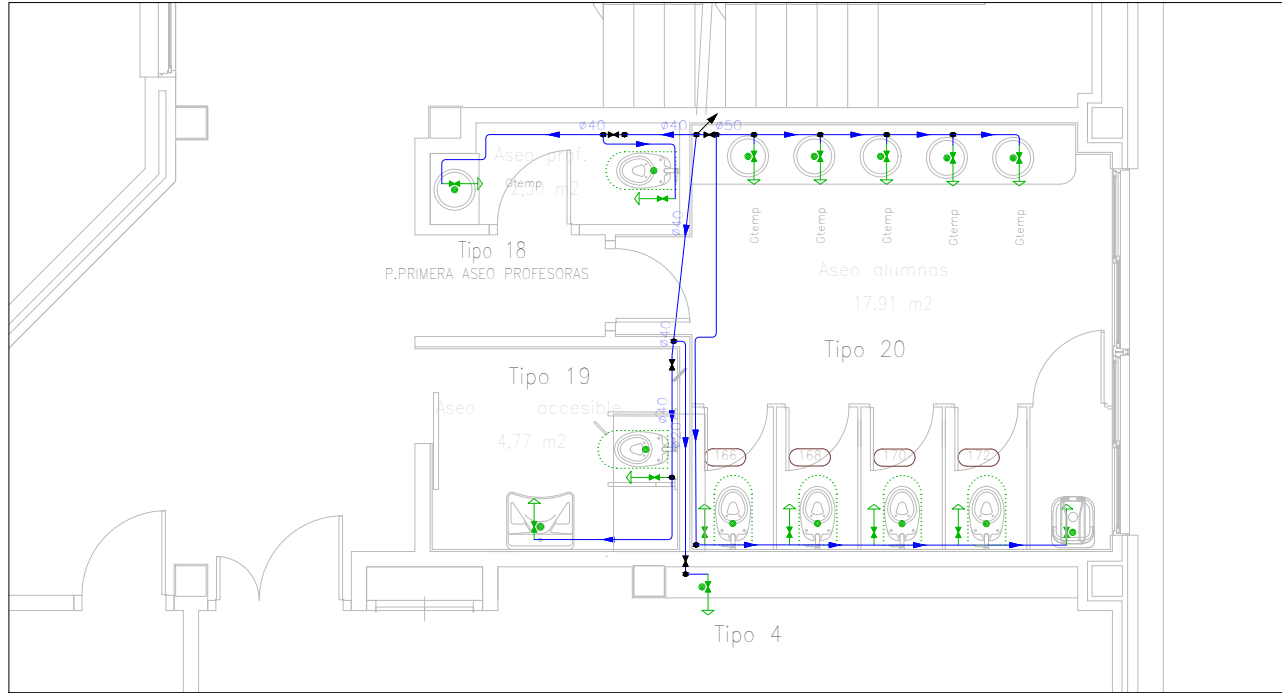 ø40
ø40
ø50
Aseo prof.
2,90 m2
Gtemp
ø40
Tipo 18
P.PRIMERA ASEO PROFESORAS
Gtemp
Gtemp
Gtemp
Gtemp
Gtemp
Aseo alumnas
17,91 m2
ø40
Tipo 20
Tipo 19
Aseo accesible
4,77 m2
ø40
ø20
166
168
170
172
Tipo 4